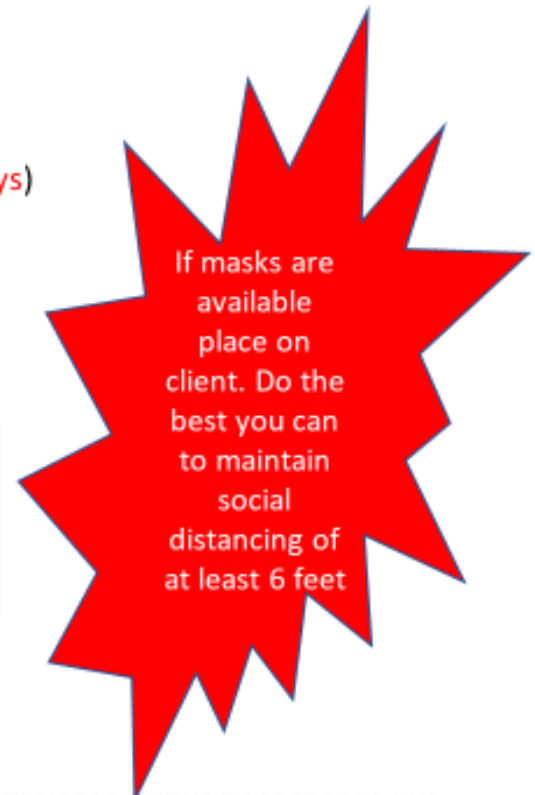 ys)
If masks are
available
place on
client. Do the
best you can
to maintain
social
distancing of
at least 6 feet